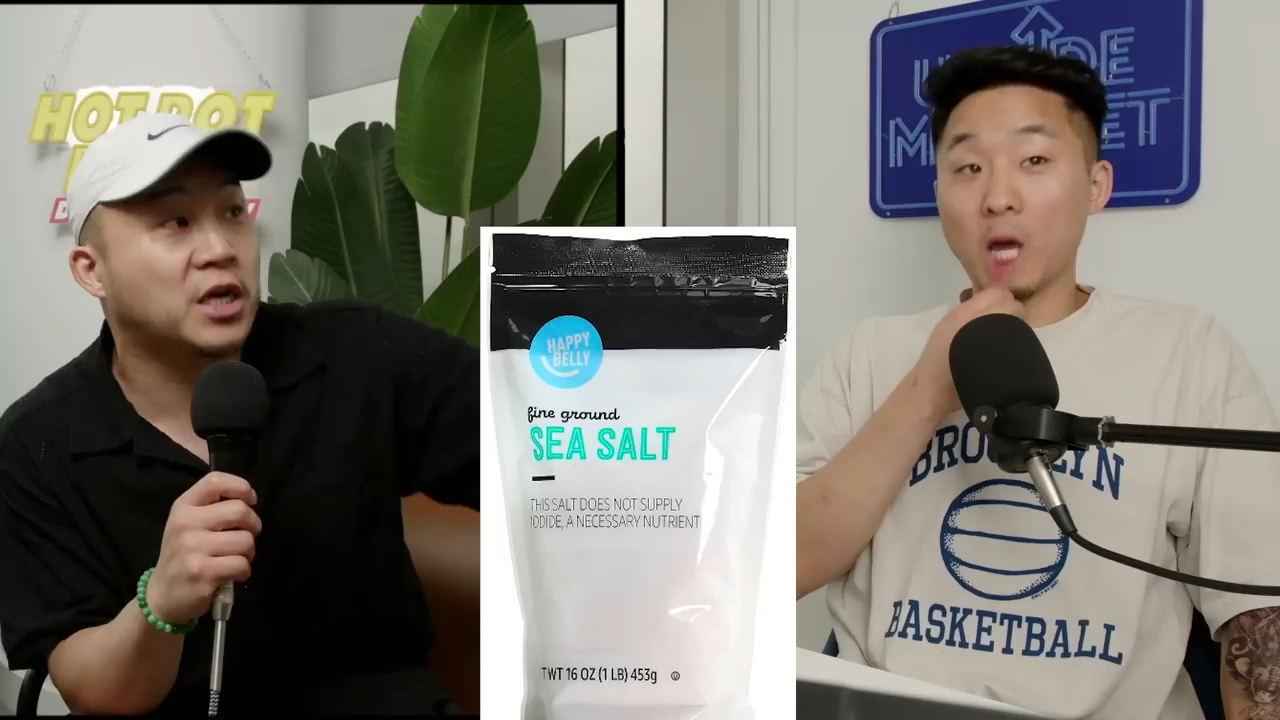 HOT POT
HAPPY
BELLY
fine ground
SEA SALT
THIS SALT DOES NOT SUPPLY
IODIDE, A NECESSARY NUTRIENT
TWT 16 OZ (1 LB) 453g
BROOKLYN
BASKETBALL